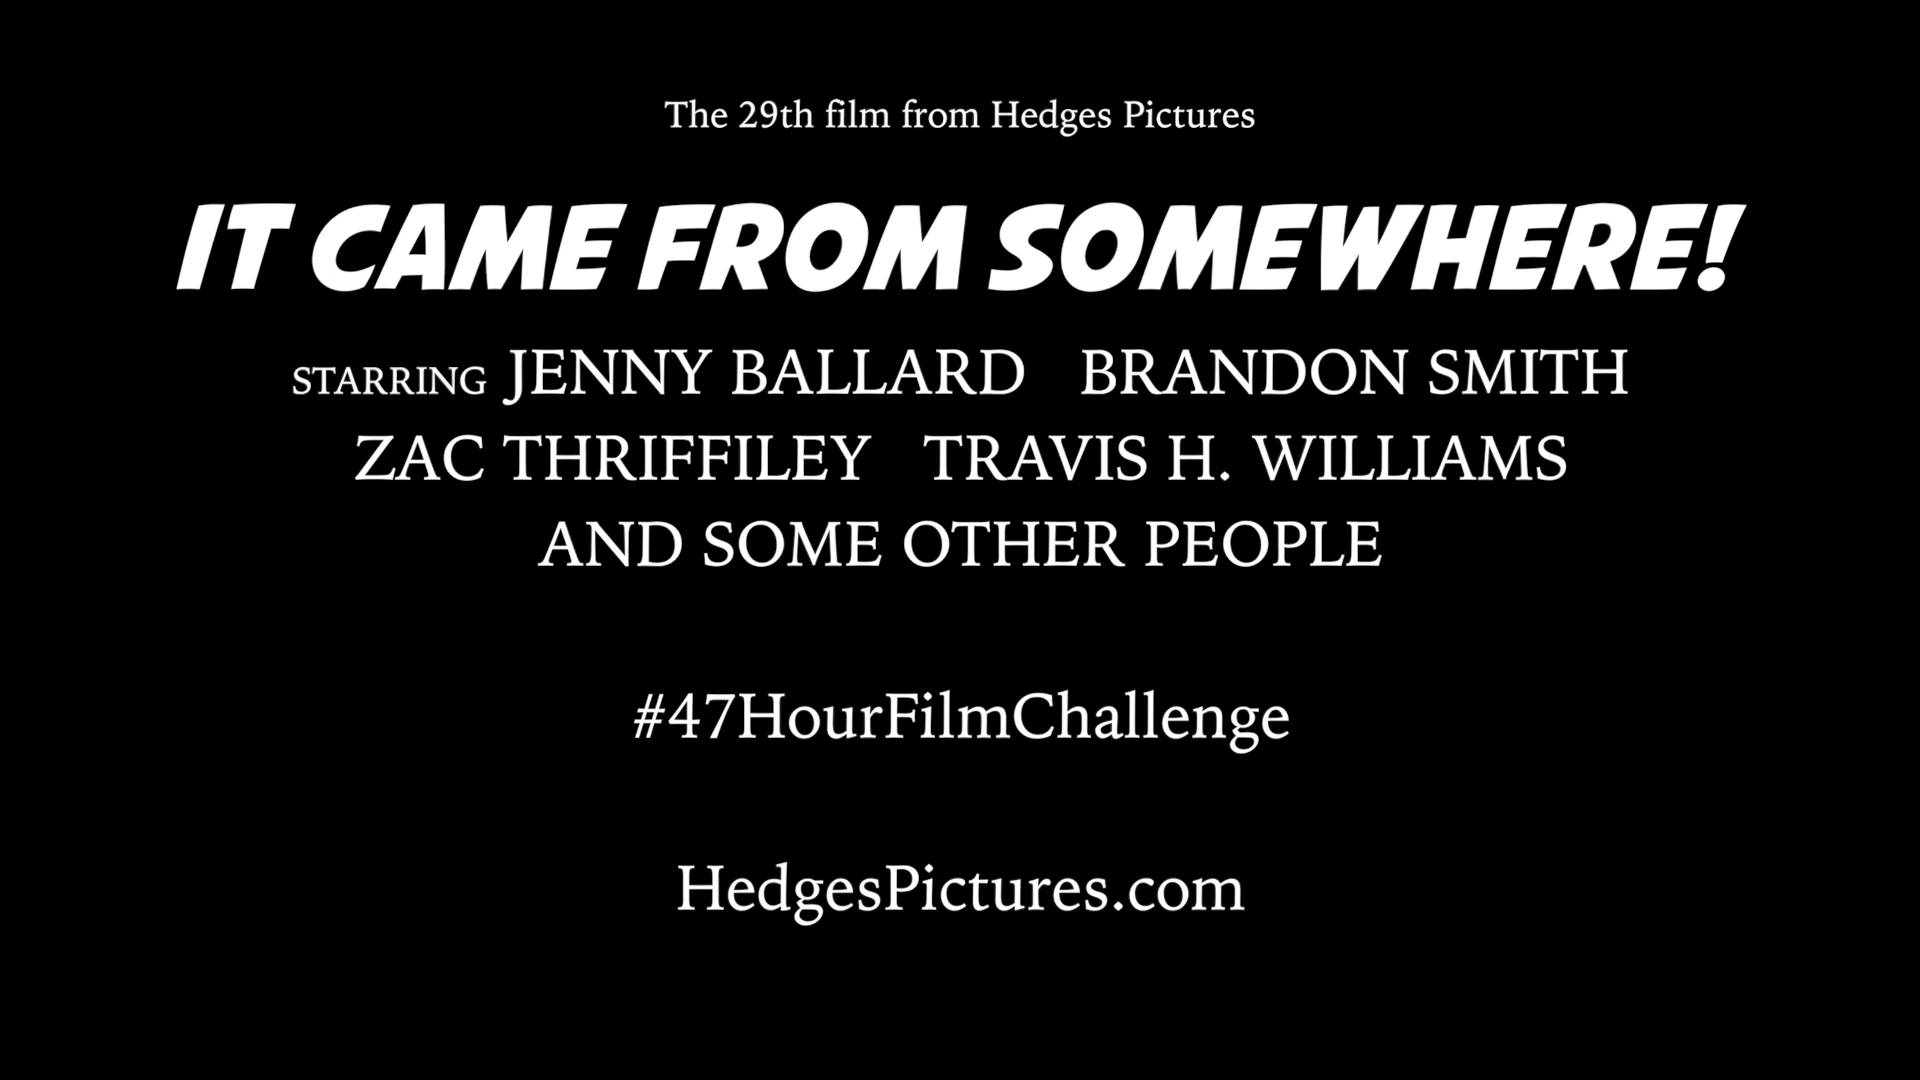 The 29th film from Hedges Pictures
IT CAME FROM SOMEWHERE!
STARRING JENNY BALLARD BRANDON SMITH
ZAC THRIFFILEY TRAVIS H. WILLIAMS
AND SOME OTHER PEOPLE
#47HourFilmChallenge
HedgesPictures.com